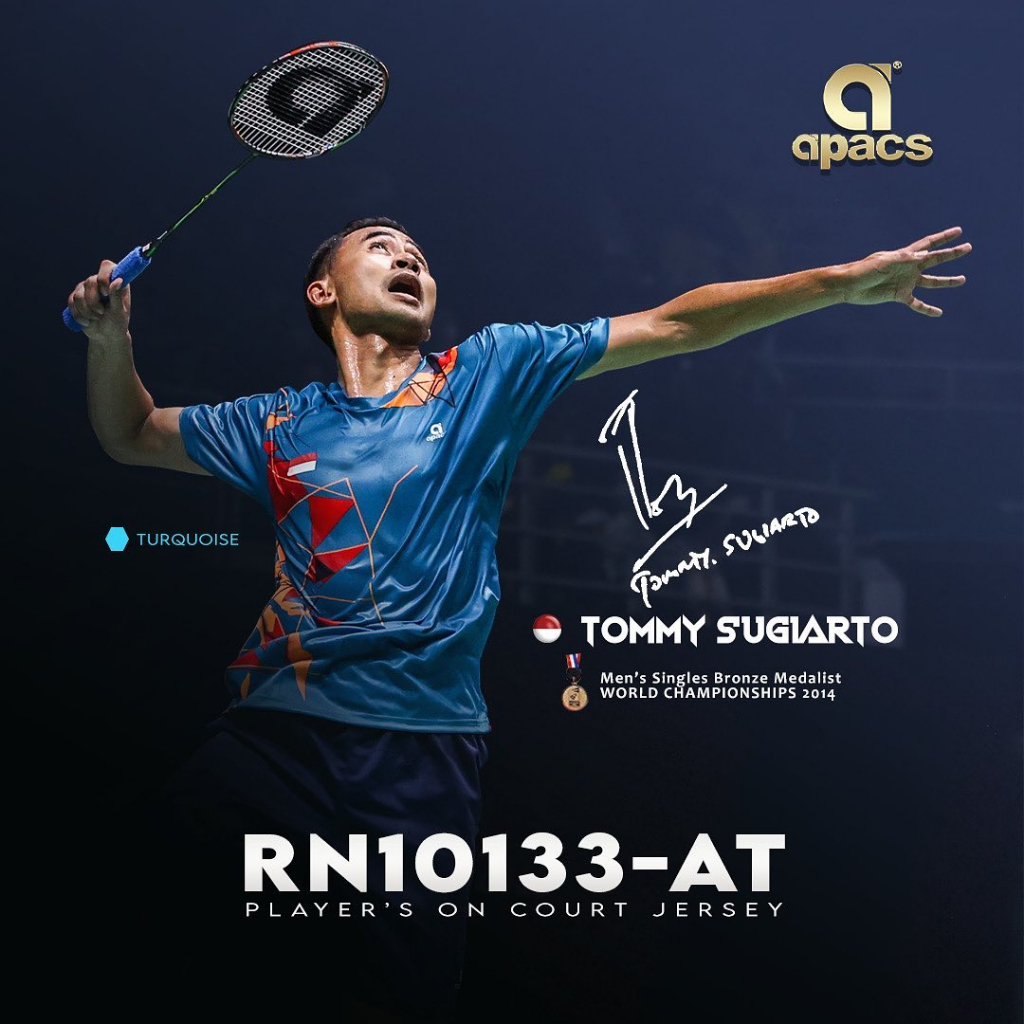 apacs
apacs
TURQUOISE
Tommy. SUGIARTO
TOMMY SUGIARTO
Men's Singles Bronze Medalist
WORLD CHAMPIONSHIPS 2014
RN10133-AT
PLAYER'S ON COURT JERSEY